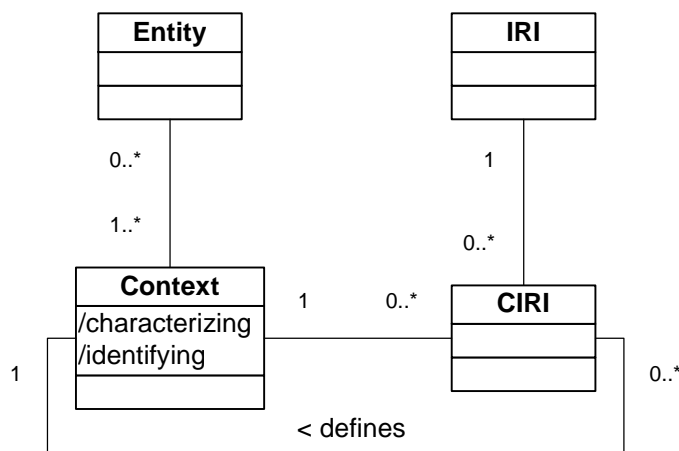 Entity
IRI
0..*
1
1..*
0..*
Context
/characterizing
/identifying
1
0..*
CIRI
1
0..*
< defines